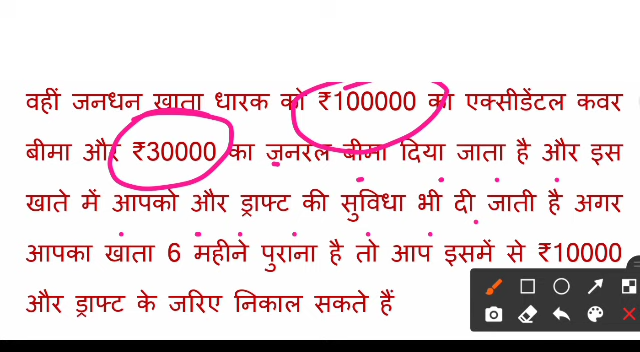 वहीं जनधन खाता धारक को ₹100000 का एक्सीडेंटल कवर
बीमा और ₹30000 का जनरल बीमा दिया जाता है और इस
खाते में आपको और ड्राफ्ट की सुविधा भी दी जाती है अगर
आपका खाता 6 महीने पुराना है तो आप इसमें से ₹10000
और ड्राफ्ट के जरिए निकाल सकते हैं